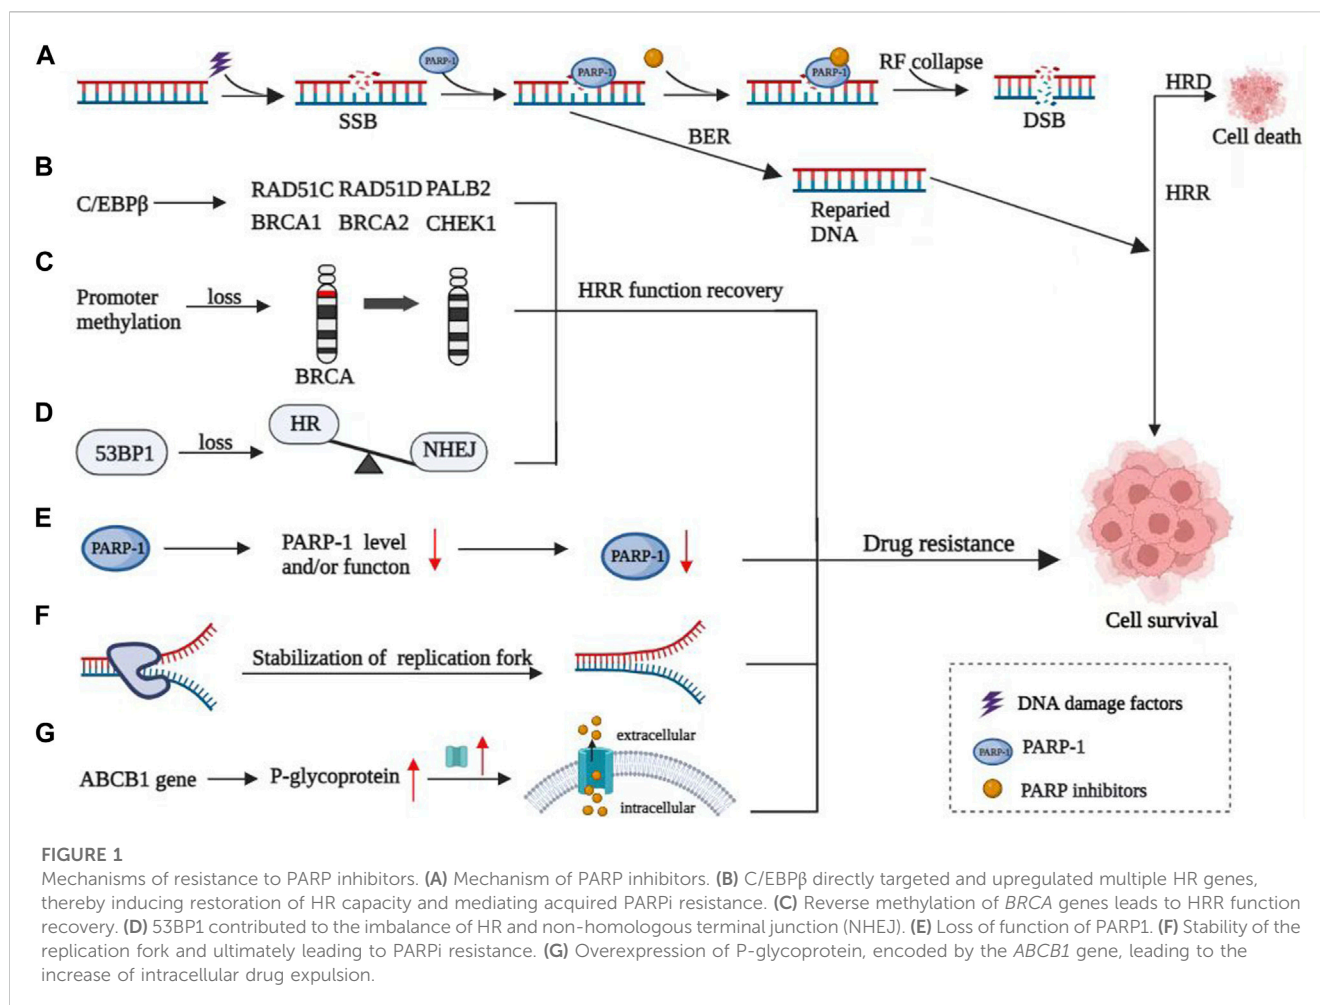 A
PARP-1
PARP-1
PARP-1
RF collapse
HRD
SSB
DSB
Cell death
BER
B
C/EBPβ
RAD51C RAD51D PALB2
BRCA1 BRCA2 CHEK1
HRR
Reparied
DNA
C
Promoter
methylation
loss
BRCA
HRR function recovery
D
53BP1
loss
HR
NHEJ
E
PARP-1
PARP-1 level
and/or functon
PARP-1
Drug resistance
Cell survival
F
Stabilization of replication fork
G
ABCB1 gene
P-glycoprotein
extracellular
intracellular
DNA damage factors
PARP-1
PARP-1
PARP inhibitors
FIGURE 1
Mechanisms of resistance to PARP inhibitors. (A) Mechanism of PARP inhibitors. (B) C/EBPβ directly targeted and upregulated multiple HR genes,
thereby inducing restoration of HR capacity and mediating acquired PARPi resistance. (C) Reverse methylation of BRCA genes leads to HRR function
recovery. (D) 53BP1 contributed to the imbalance of HR and non-homologous terminal junction (NHEJ). (E) Loss of function of PARP1. (F) Stability of the
replication fork and ultimately leading to PARPi resistance. (G) Overexpression of P-glycoprotein, encoded by the ABCB1 gene, leading to the
increase of intracellular drug expulsion.